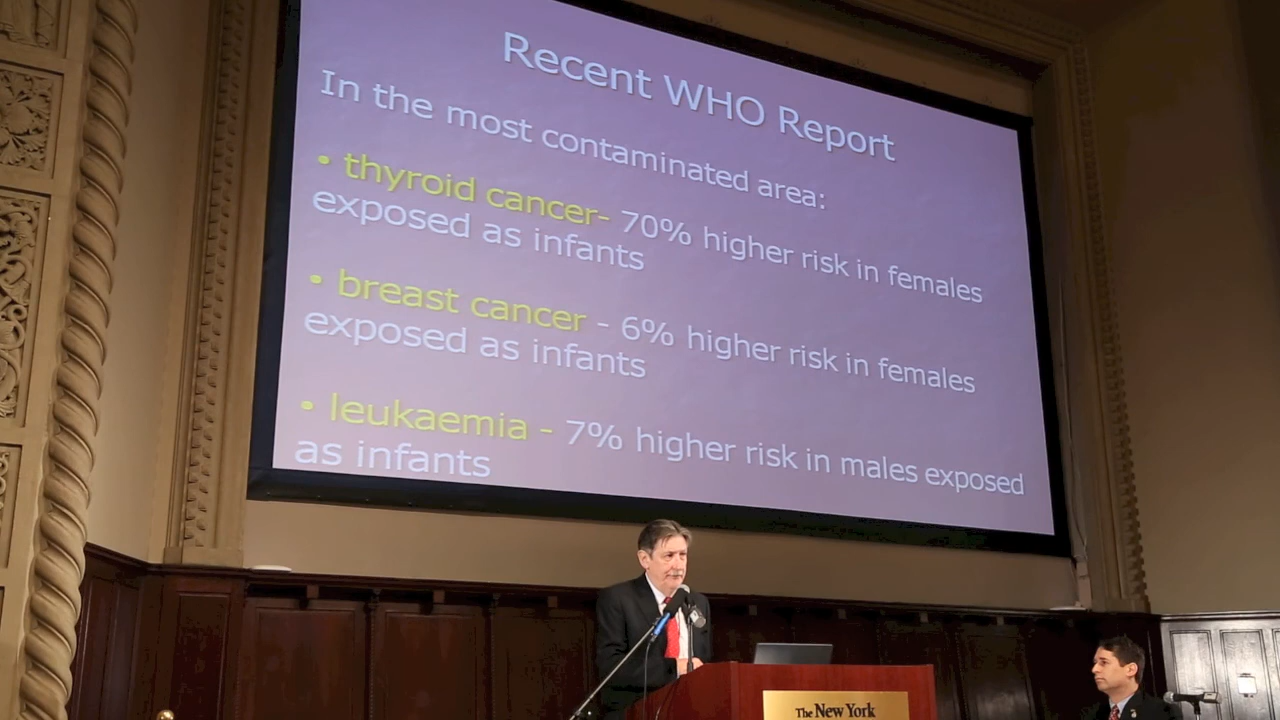 Recent WHO Report
In the most contaminated area:
• thyroid cancer- 70% higher risk in females
exposed as infants
• breast cancer - 6% higher risk in females
exposed as infants
• leukaemia - 7% higher risk in males exposed
as infants
The New York